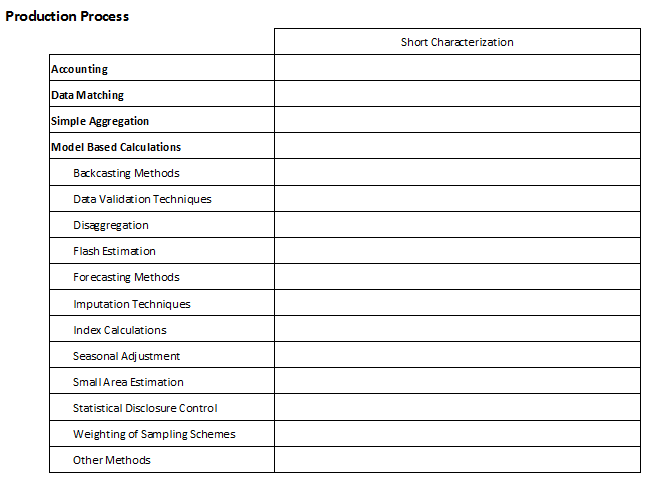 Production Process
Short Characterization
Accounting
Data Matching
Simple Aggregation
Model Based Calculations
Backcasting Methods
Data Validation Techniques
Disaggregation
Flash Estimation
Forecasting Methods
Imputation Techniques
Index Calculations
Seasonal Adjustment
Small Area Estimation
Statistical Disclosure Control
Weighting of Sampling Schemes
Other Methods